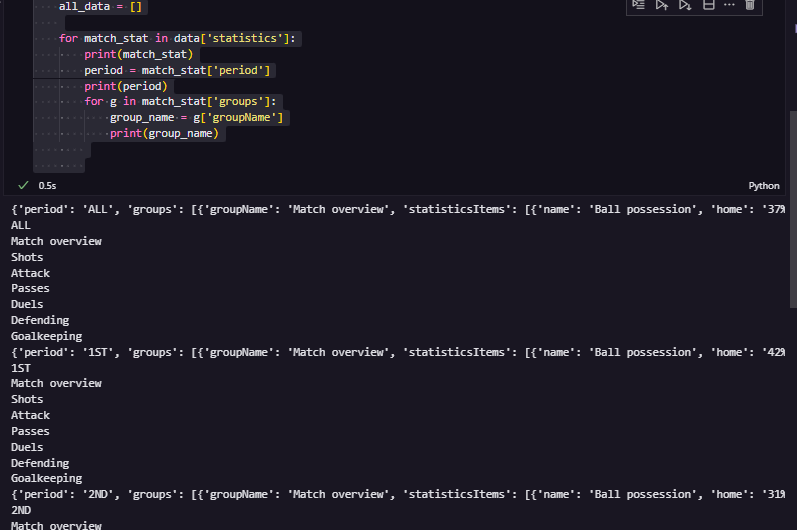 all_data = []
for match_stat in data['statistics']:
print(match_stat)
period = match_stat['period']
print(period)
for g in match_stat['groups']:
group_name = g['groupName']
print(group_name)
0.5s
Python
{'period': 'ALL', 'groups': [{'groupName': 'Match overview', 'statisticsItems': [{'name': 'Ball possession', 'home': '37%
ALL
Match overview
Shots
Attack
Passes
Duels
Defending
Goalkeeping
{'period': '1ST', 'groups': [{'groupName': 'Match overview', 'statisticsItems': [{'name': 'Ball possession', 'home': '42%
1ST
Match overview
Shots
Attack
Passes
Duels
Defending
Goalkeeping
{'period': '2ND', 'groups': [{'groupName': 'Match overview', 'statisticsItems': [{'name': 'Ball possession', 'home': '31%
2ND
Match overview